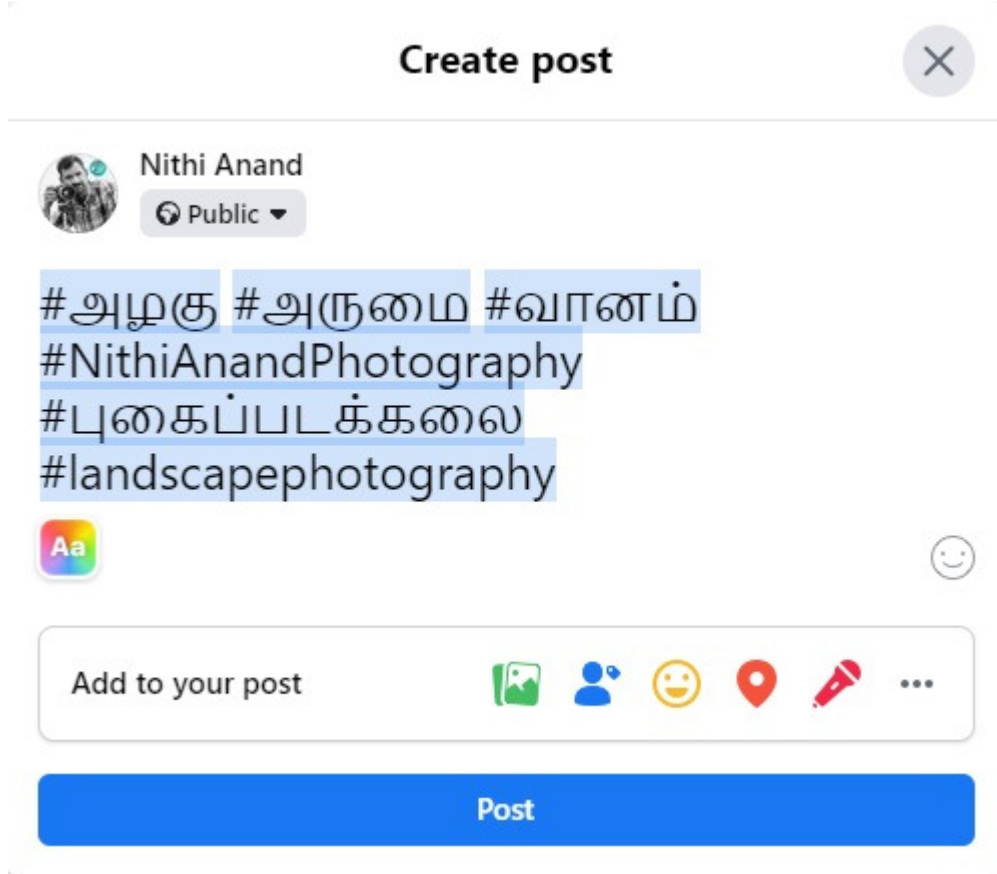 Create post
Nithi Anand
Public
#அழகு #அருமை #வானம்
#NithiAnandPhotography
#புகைப்படக்கலை
#landscapephotography
Aa
Add to your post
Post